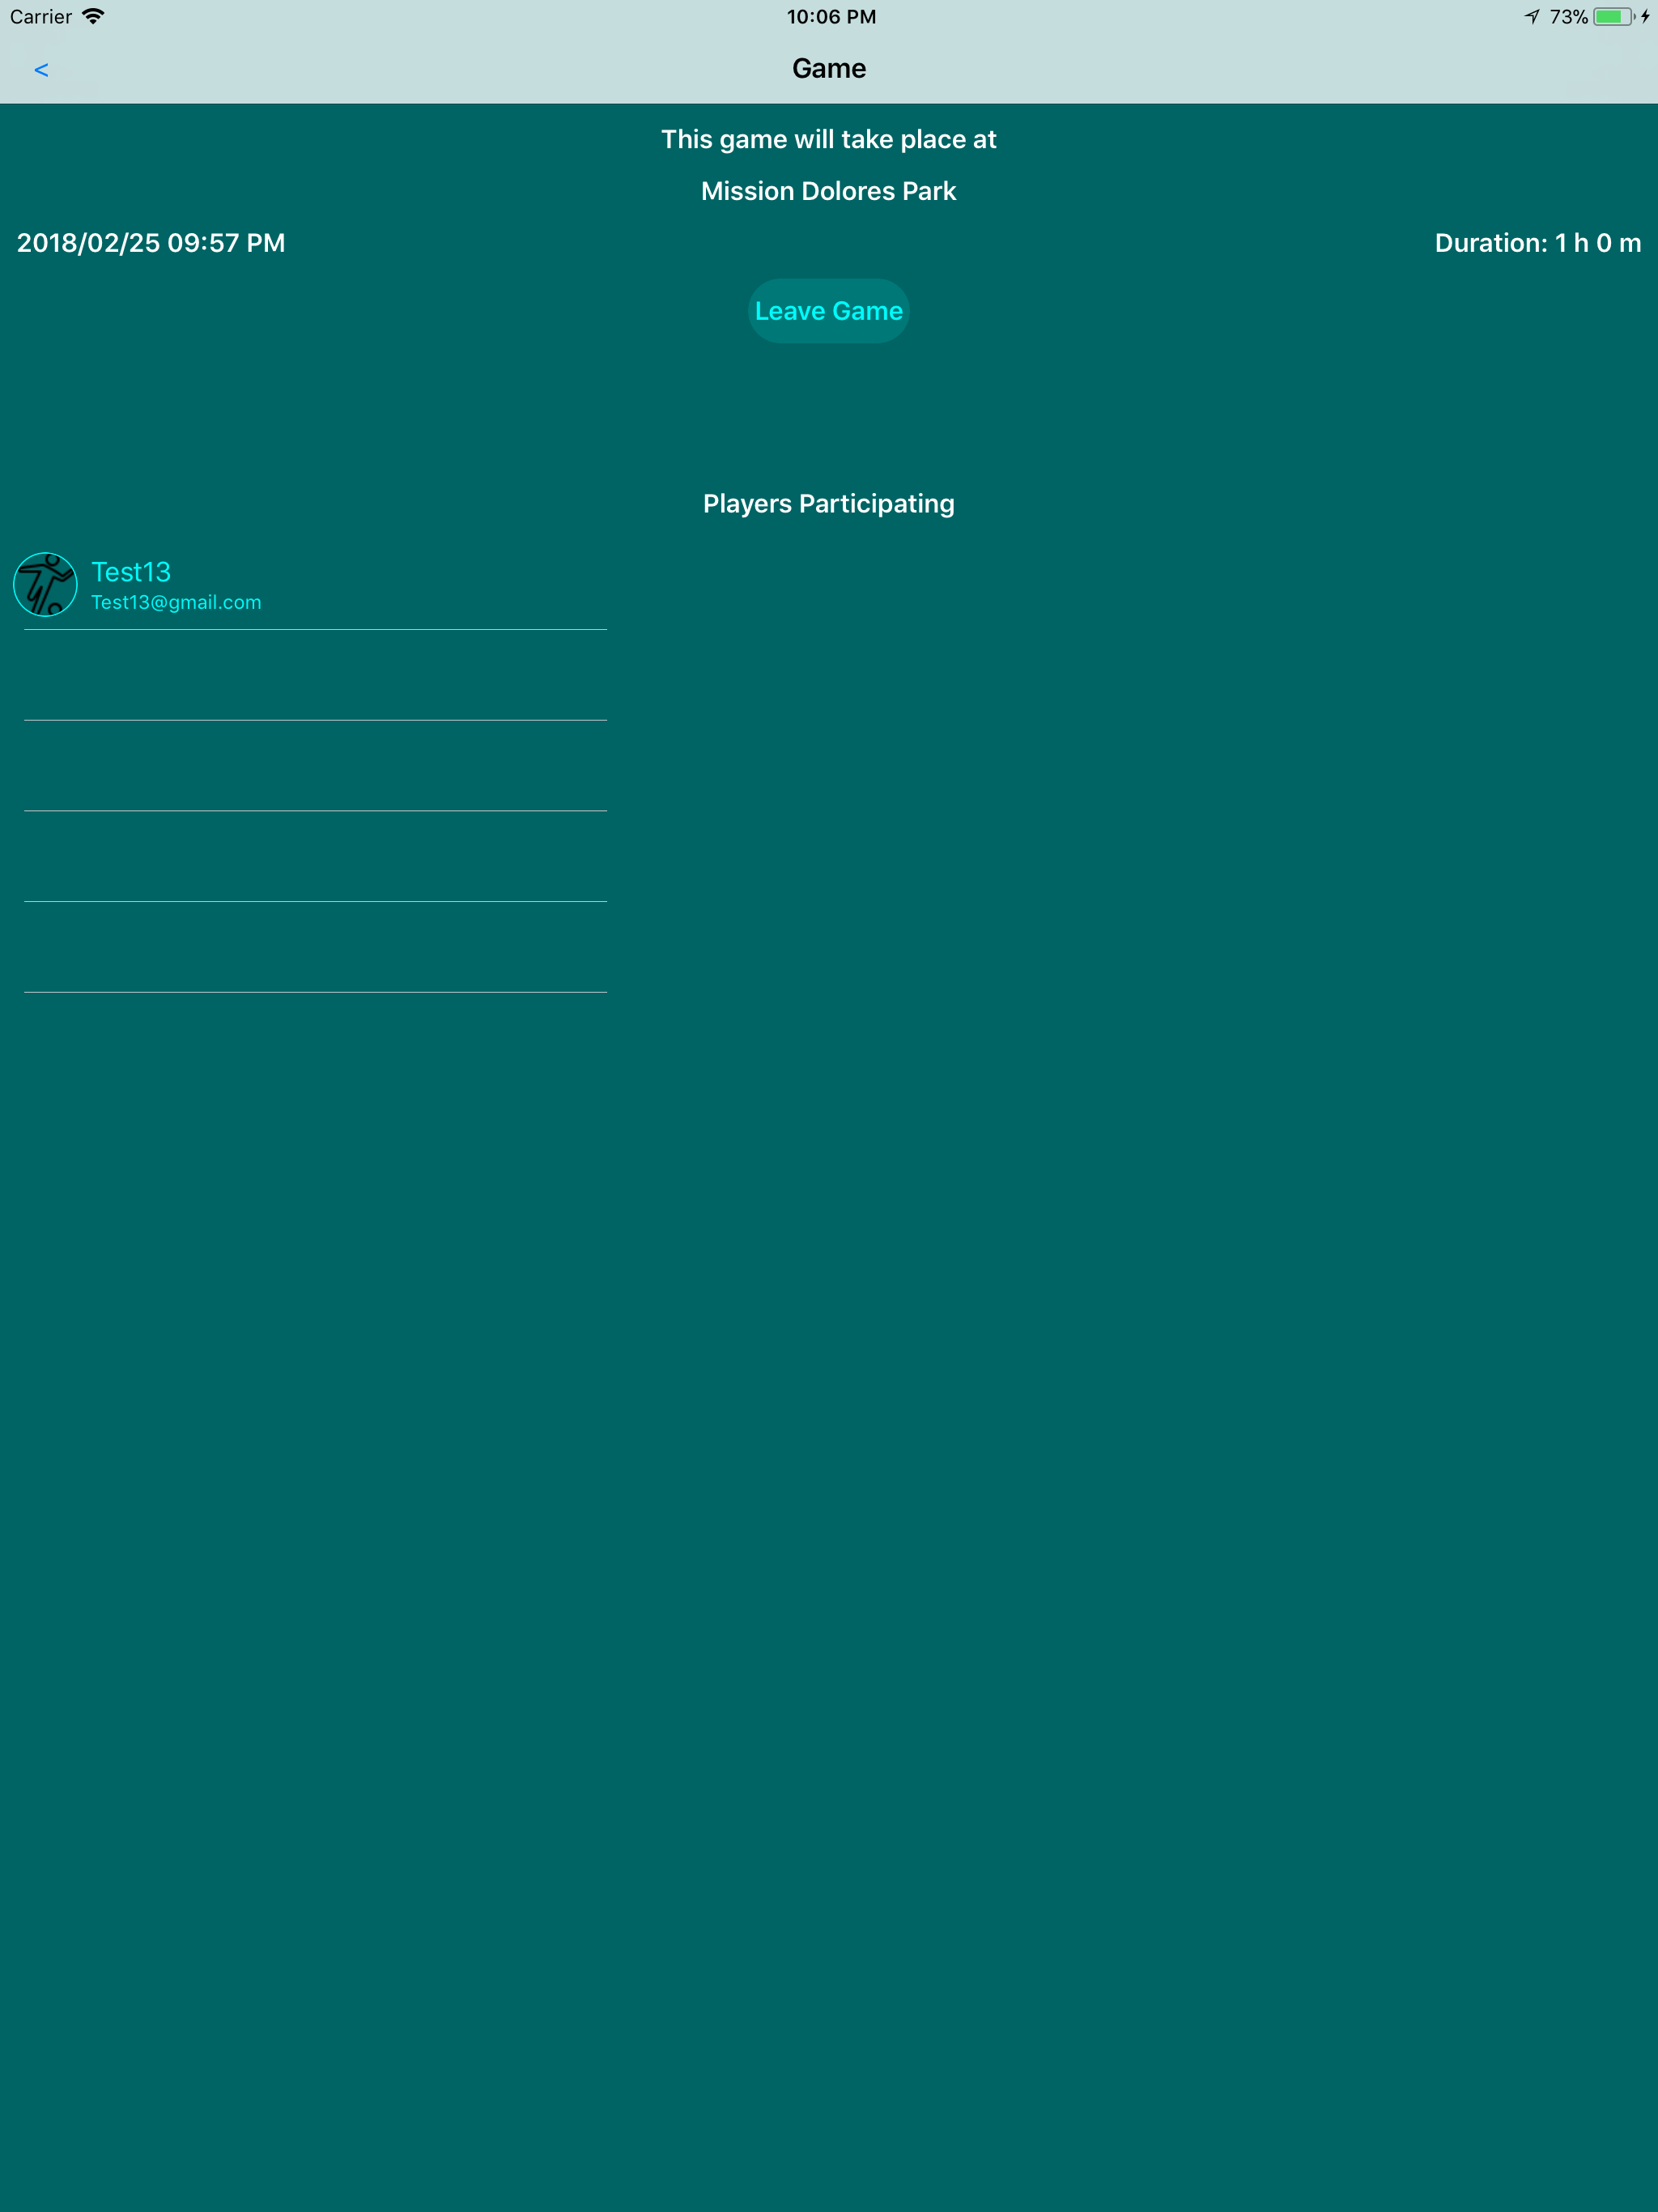 Carrier 10:06 PM 73%
< Game
This game will take place at
Mission Dolores Park
2018/02/25 09:57 PM Duration: 1 h 0 m
Leave Game
Players Participating
Test13
Test13@gmail.com